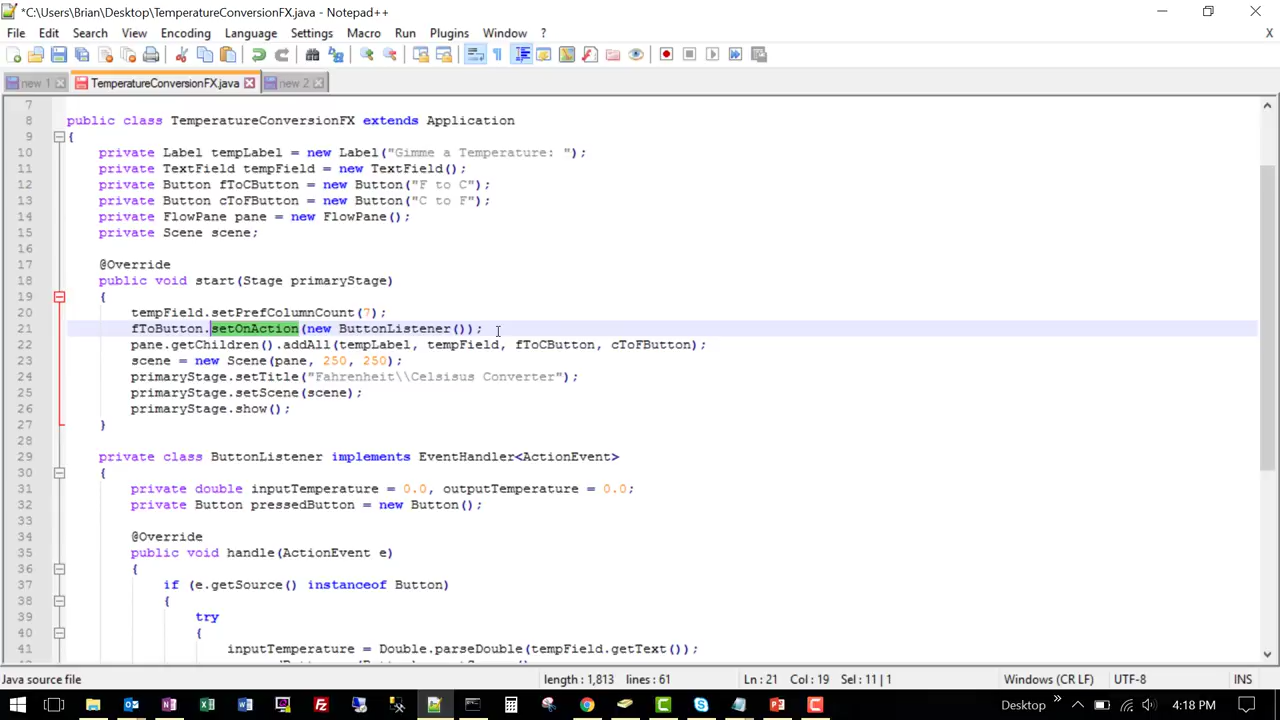 *C:\Users\Brian\Desktop\TemperatureConversionFX.java - Notepad++
File Edit Search View Encoding Language Settings Macro Run Plugins Window ? X
new 1 TemperatureConversionFX.java new 2
7
8 public class TemperatureConversionFX extends Application
9 {
10 private Label tempLabel = new Label("Gimme a Temperature: ");
11 private TextField tempField = new TextField();
12 private Button fToCButton = new Button("F to C");
13 private Button cToFButton = new Button("C to F");
14 private FlowPane pane = new FlowPane();
15 private Scene scene;
16
17 @Override
18 public void start(Stage primaryStage)
19 {
20 tempField.setPrefColumnCount(7);
21 fToButton.setOnAction(new ButtonListener());
22 pane.getChildren().addAll(tempLabel, tempField, fToCButton, cToFButton);
23 scene = new Scene(pane, 250, 250);
24 primaryStage.setTitle("Fahrenheit\\Celsisus Converter");
25 primaryStage.setScene(scene);
26 primaryStage.show();
27 }
28
29 private class ButtonListener implements EventHandler<ActionEvent>
30 {
31 private double inputTemperature = 0.0, outputTemperature = 0.0;
32 private Button pressedButton = new Button();
33
34 @Override
35 public void handle(ActionEvent e)
36 {
37 if (e.getSource() instanceof Button)
38 {
39 try
40 {
41 inputTemperature = Double.parseDouble(tempField.getText());
Java source file length : 1,813 lines : 61 Ln : 21 Col : 19 Sel : 11 | 1 Windows (CR LF) UTF-8 INS
Desktop 4:18 PM